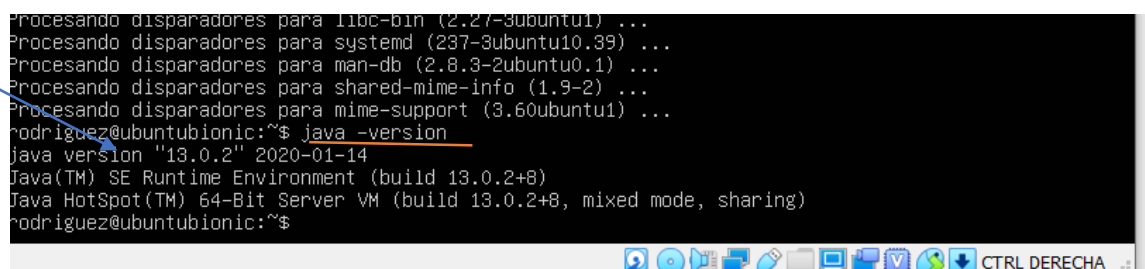 Procesando disparadores para libc-bin (2.27-3ubuntu1) ...
Procesando disparadores para systemd (237-3ubuntu10.39) ...
Procesando disparadores para man-db (2.8.3-2ubuntu0.1) ...
Procesando disparadores para shared-mime-info (1.9-2) ...
Procesando disparadores para mime-support (3.60ubuntu1) ...
rodriguez@ubuntubionic:~$ java -version
java version "13.0.2" 2020-01-14
Java(TM) SE Runtime Environment (build 13.0.2+8)
Java HotSpot(TM) 64-Bit Server VM (build 13.0.2+8, mixed mode, sharing)
rodriguez@ubuntubionic:~$
CTRL DERECHA